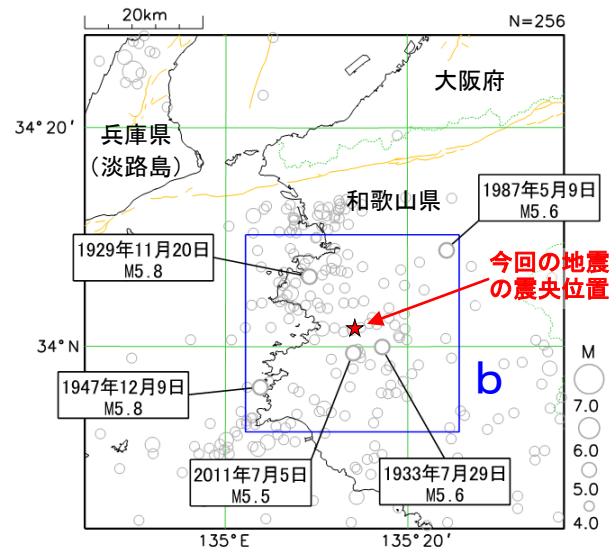 20km
N=256
大阪府
34°20′
兵庫県
(淡路島)
和歌山県
1987年5月9日
M5.6
1929年11月20日
M5.8
今回の地震
の震央位置
34°N
M
b
7.0
1947年12月9日
M5.8
6.0
2011年7月5日
M5.5
1933年7月29日
M5.6
5.0
4.0
135°E
135°20′